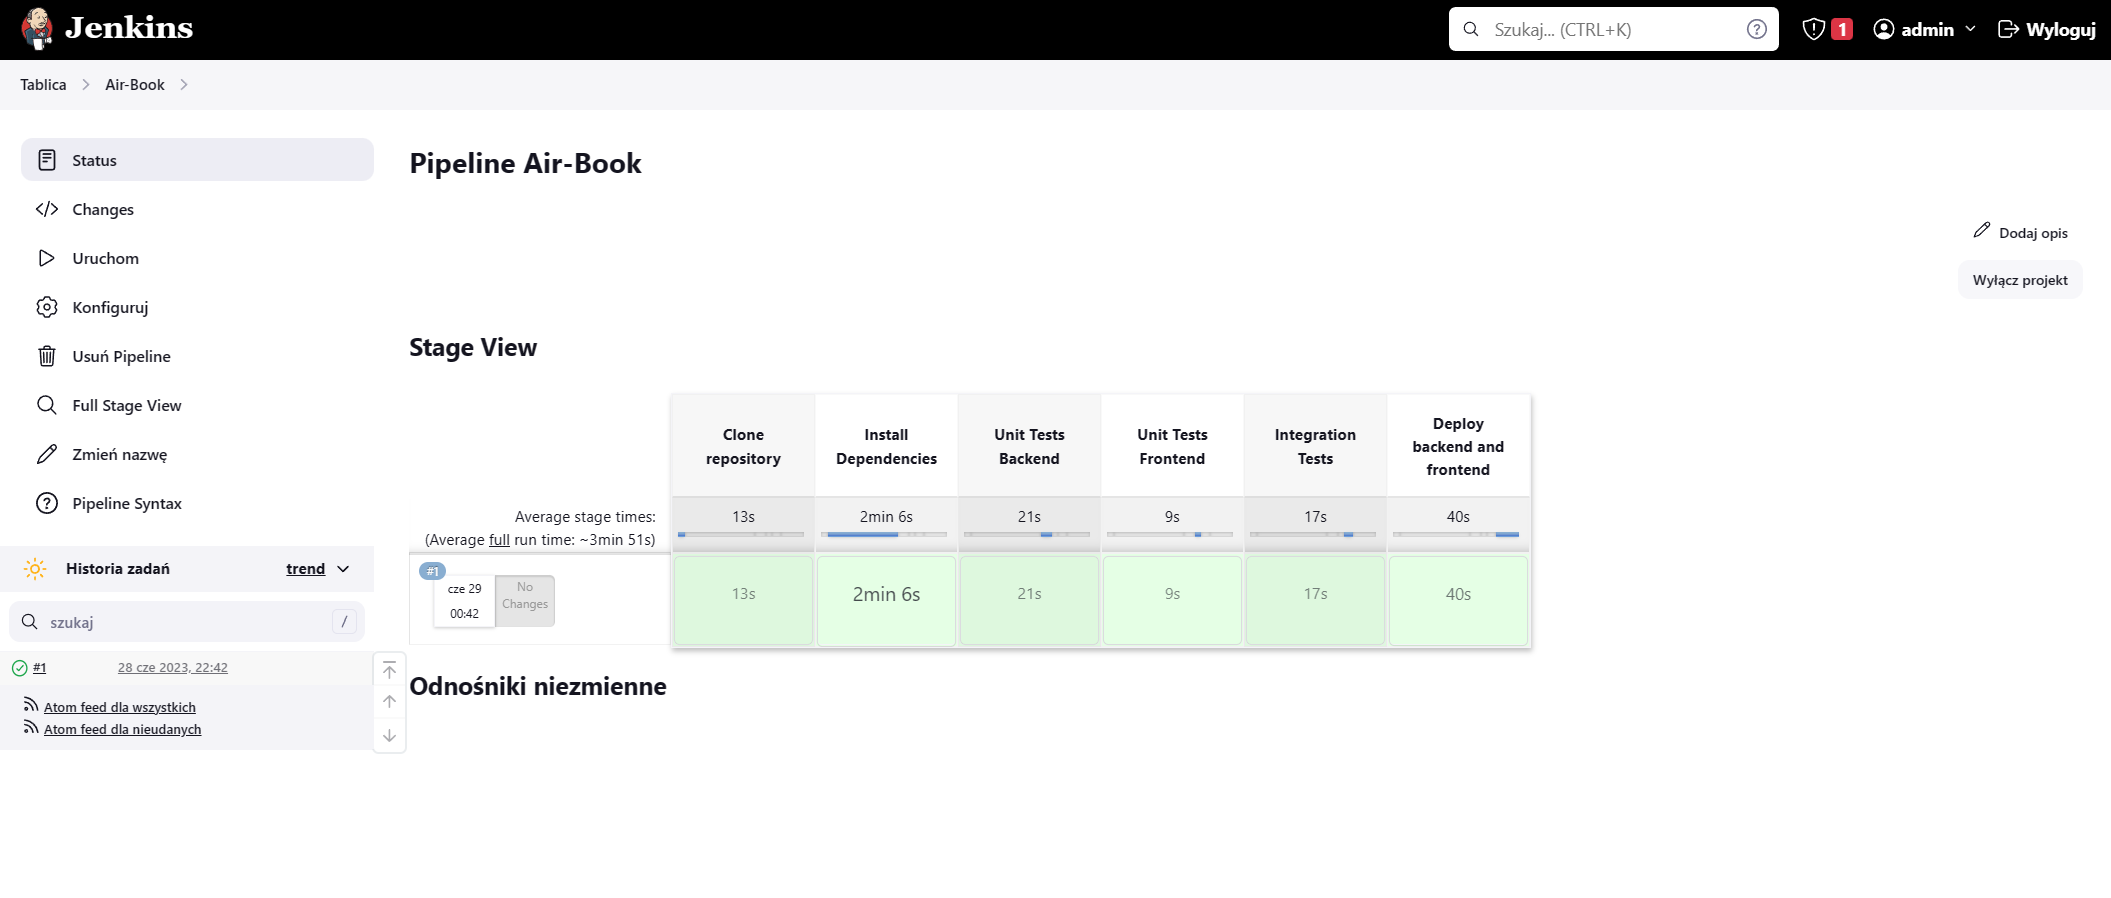 Jenkins
Szukaj... (CTRL+K)
1
admin
Wyloguj
Tablica
Air-Book
Status
Changes
Uruchom
Konfiguruj
Usuń Pipeline
Full Stage View
Zmień nazwę
Pipeline Syntax
Historia zadań
trend
szukaj
/
#1
28 cze 2023, 22:42
Atom feed dla wszystkich
Atom feed dla nieudanych
Pipeline Air-Book
Dodaj opis
Wyłącz projekt
Stage View
Clone
repository
Install
Dependencies
Unit Tests
Backend
Unit Tests
Frontend
Integration
Tests
Deploy
backend and
frontend
Average stage times:
(Average full run time: ~3min 51s)
13s
2min 6s
21s
9s
17s
40s
#1
cze 29
00:42
No
Changes
13s
2min 6s
21s
9s
17s
40s
Odnośniki niezmienne